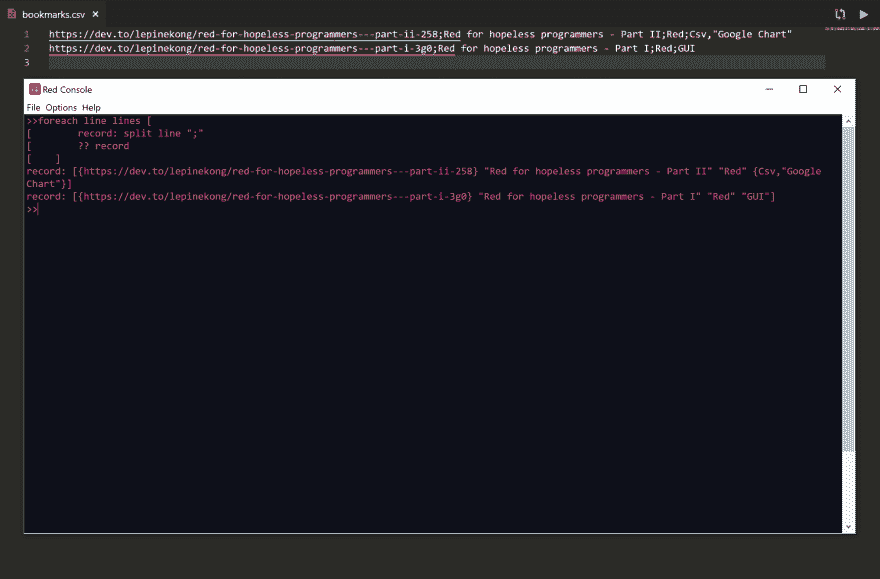 bookmarks.csv ×
1 https://dev.to/lepinekong/red-for-hopeless-programmers---part-ii-258;Red for hopeless programmers - Part II;Red;Csv,"Google Chart"
2 https://dev.to/lepinekong/red-for-hopeless-programmers---part-i-3g0;Red for hopeless programmers - Part I;Red;GUI
3
Red Console
File Options Help
>>foreach line lines [
[        record: split line ";"
[        ?? record
[    ]
record: [{https://dev.to/lepinekong/red-for-hopeless-programmers---part-ii-258} "Red for hopeless programmers - Part II" "Red" {Csv,"Google
Chart"}]
record: [{https://dev.to/lepinekong/red-for-hopeless-programmers---part-i-3g0} "Red for hopeless programmers - Part I" "Red" "GUI"]
>>